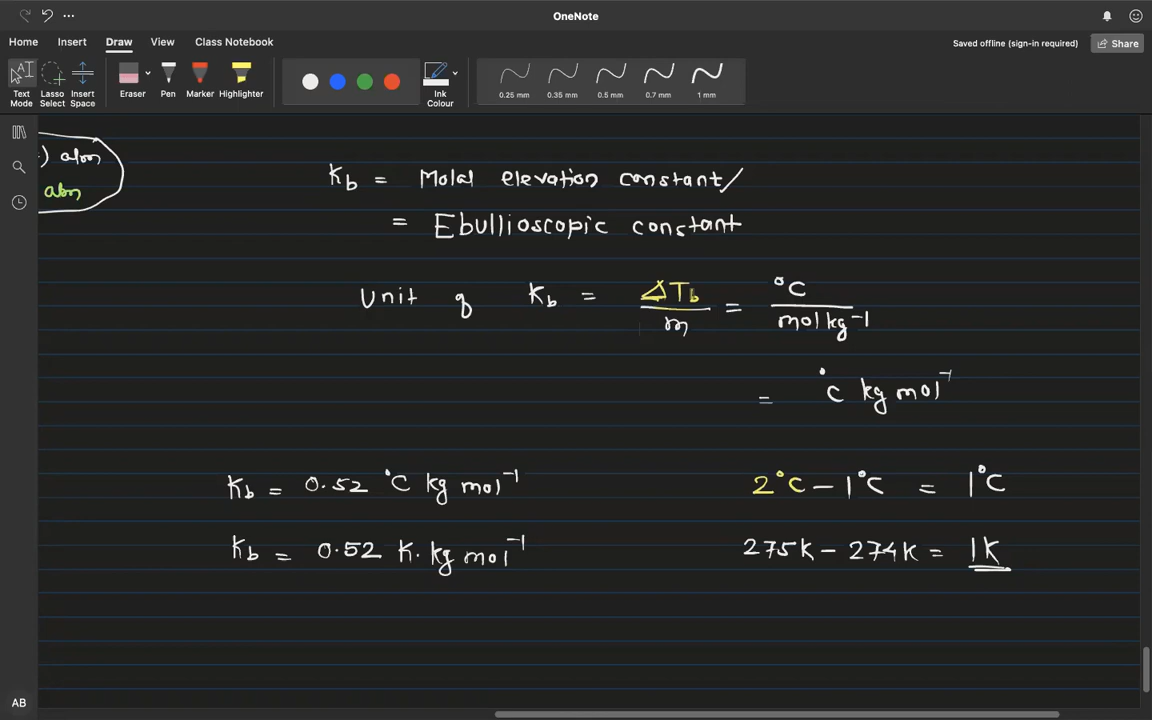 OneNote
Home Insert Draw View Class Notebook
Saved offline (sign-in required) Share
Text Mode
Lasso Select
Insert Space
Eraser Pen Marker Highlighter
Ink Colour
0.25 mm 0.35 mm 0.5 mm 0.7 mm 1 mm
Kb = Molal elevation constant/
= Ebullioscopic constant
Unit of Kb = ΔTb / m = °C / mol kg⁻¹
= °C kg mol⁻¹
Kb = 0.52 °C kg mol⁻¹
2°C – 1°C = 1°C
Kb = 0.52 K. kg mol⁻¹
275K – 274K = 1K
AB